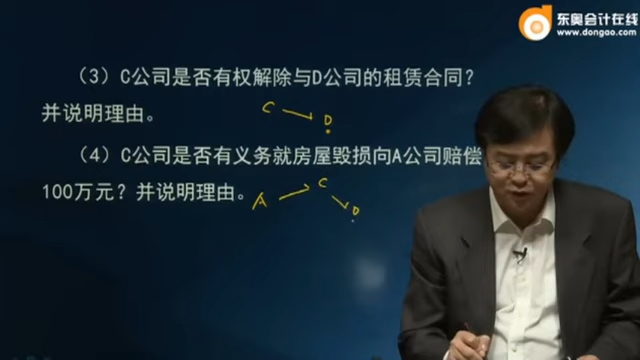 东奥会计在线
www.dongao.com
（3）C公司是否有权解除与D公司的租赁合同？
并说明理由。
C D
（4）C公司是否有义务就房屋毁损向A公司赔偿
100万元？并说明理由。
A C D